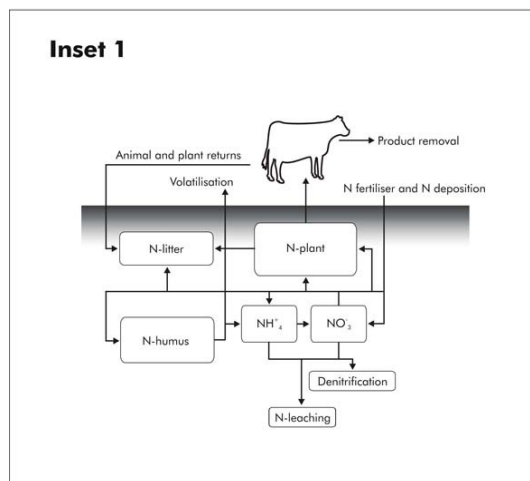 Inset 1
Product removal
Animal and plant returns
Volatilisation
N fertiliser and N deposition
N-litter
N-plant
N-humus
NH⁺₄
NO⁻₃
Denitrification
N-leaching